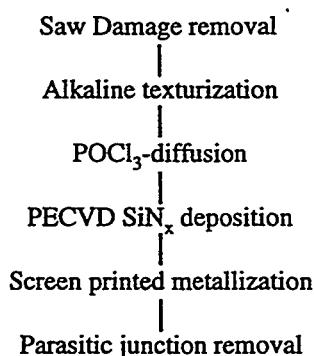 Saw Damage removal
Alkaline texturization
POCl₃-diffusion
PECVD SiNₓ deposition
Screen printed metallization
Parasitic junction removal